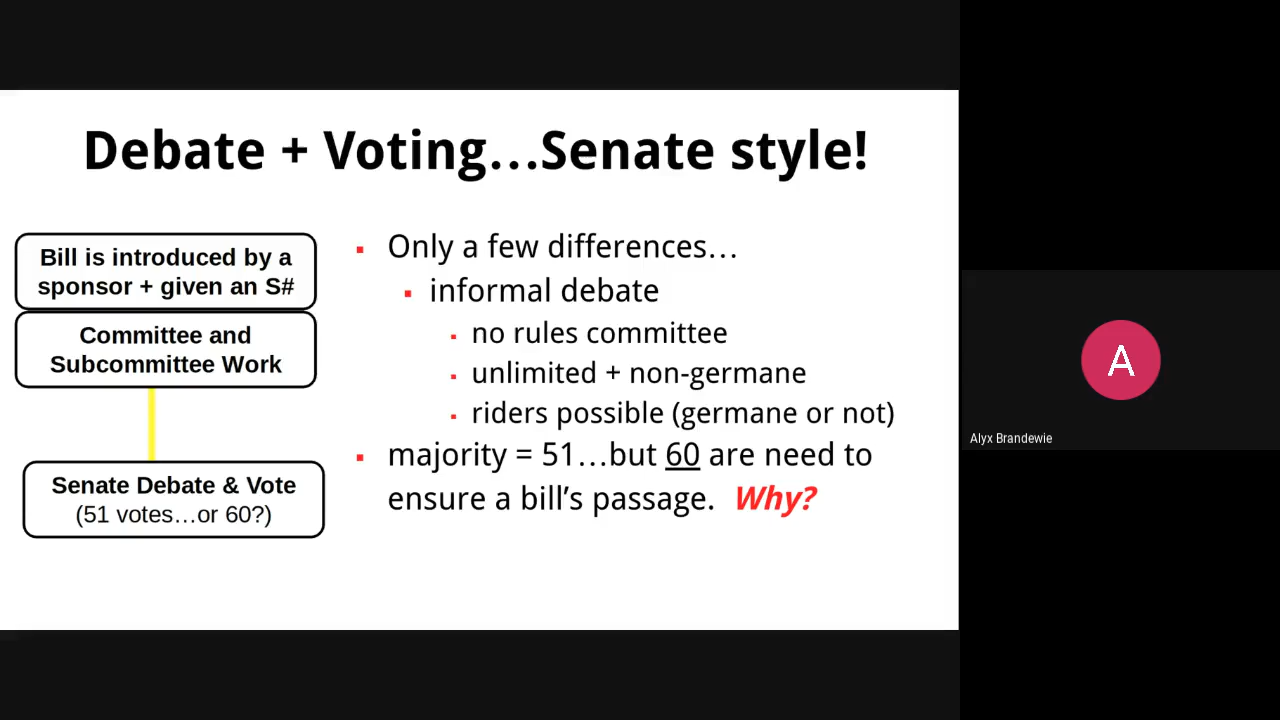 Debate + Voting…Senate style!
Bill is introduced by a
sponsor + given an S#
Committee and
Subcommittee Work
Senate Debate & Vote
(51 votes…or 60?)
Only a few differences…
informal debate
no rules committee
unlimited + non-germane
riders possible (germane or not)
majority = 51…but 60 are need to
ensure a bill’s passage. Why?
A
Alyx Brandewie